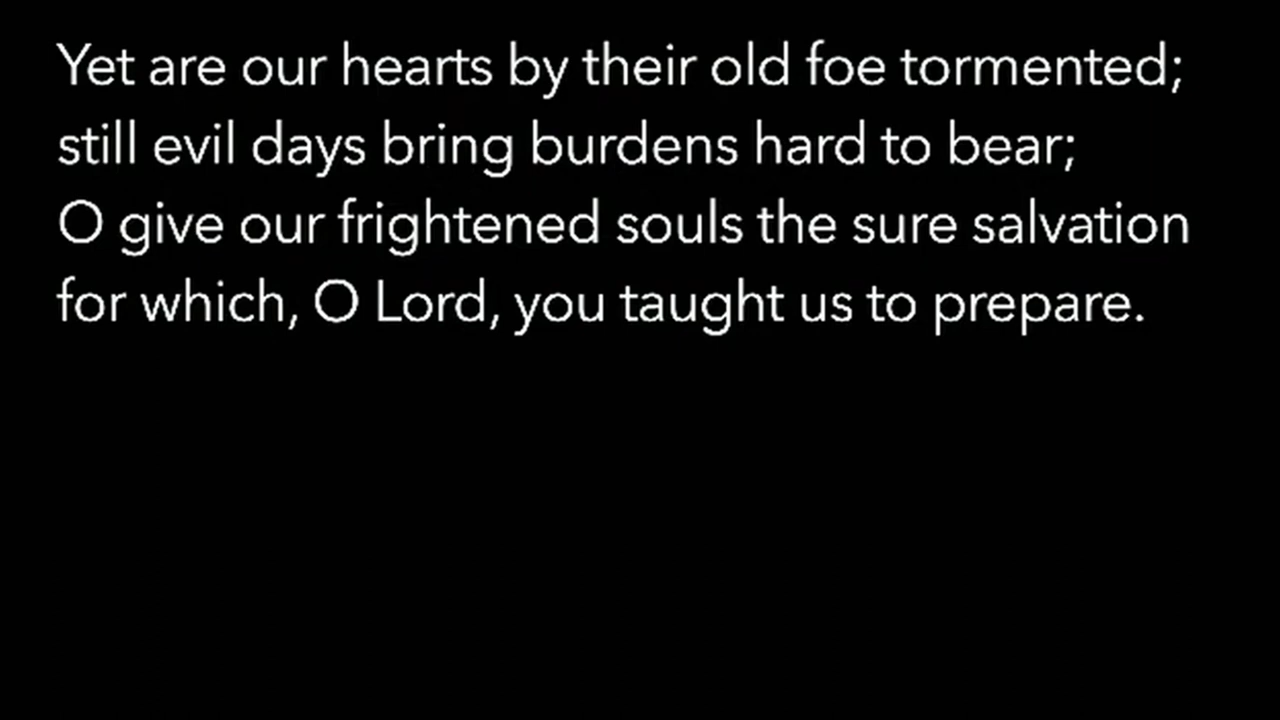 Yet are our hearts by their old foe tormented;
still evil days bring burdens hard to bear;
O give our frightened souls the sure salvation
for which, O Lord, you taught us to prepare.